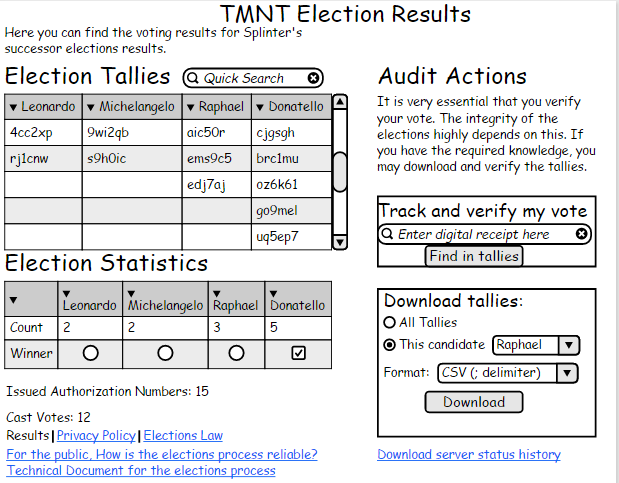 TMNT Election Results
Here you can find the voting results for Splinter's
successor elections results.
Election Tallies
Quick Search
Leonardo Michelangelo Raphael Donatello
4cc2xp 9wi2qb aic50r cjgsgh
rj1cnw s9h0ic ems9c5 brc1mu
edj7aj oz6k61
go9mel
uq5ep7
Election Statistics
Leonardo Michelangelo Raphael Donatello
Count 2 2 3 5
Winner
Issued Authorization Numbers: 15
Cast Votes: 12
Results|Privacy Policy|Elections Law
For the public, How is the elections process reliable?
Technical Document for the elections process
Audit Actions
It is very essential that you verify
your vote. The integrity of the
elections highly depends on this. If
you have the required knowledge, you
may download and verify the tallies.
Track and verify my vote
Enter digital receipt here
Find in tallies
Download tallies:
All Tallies
This candidate Raphael
Format: CSV (; delimiter)
Download
Download server status history